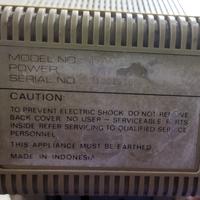 MODEL NO.
POWER
SERIAL NO
CAUTION:
TO PREVENT ELECTRIC SHOCK DO NOT REMOVE
BACK COVER. NO USER - SERVICEABLE PARTS
INSIDE REFER SERVICING TO QUALIFIED SERVICE
PERSONNEL
THIS APPLIANCE MUST BE EARTHED
MADE IN INDONESIA